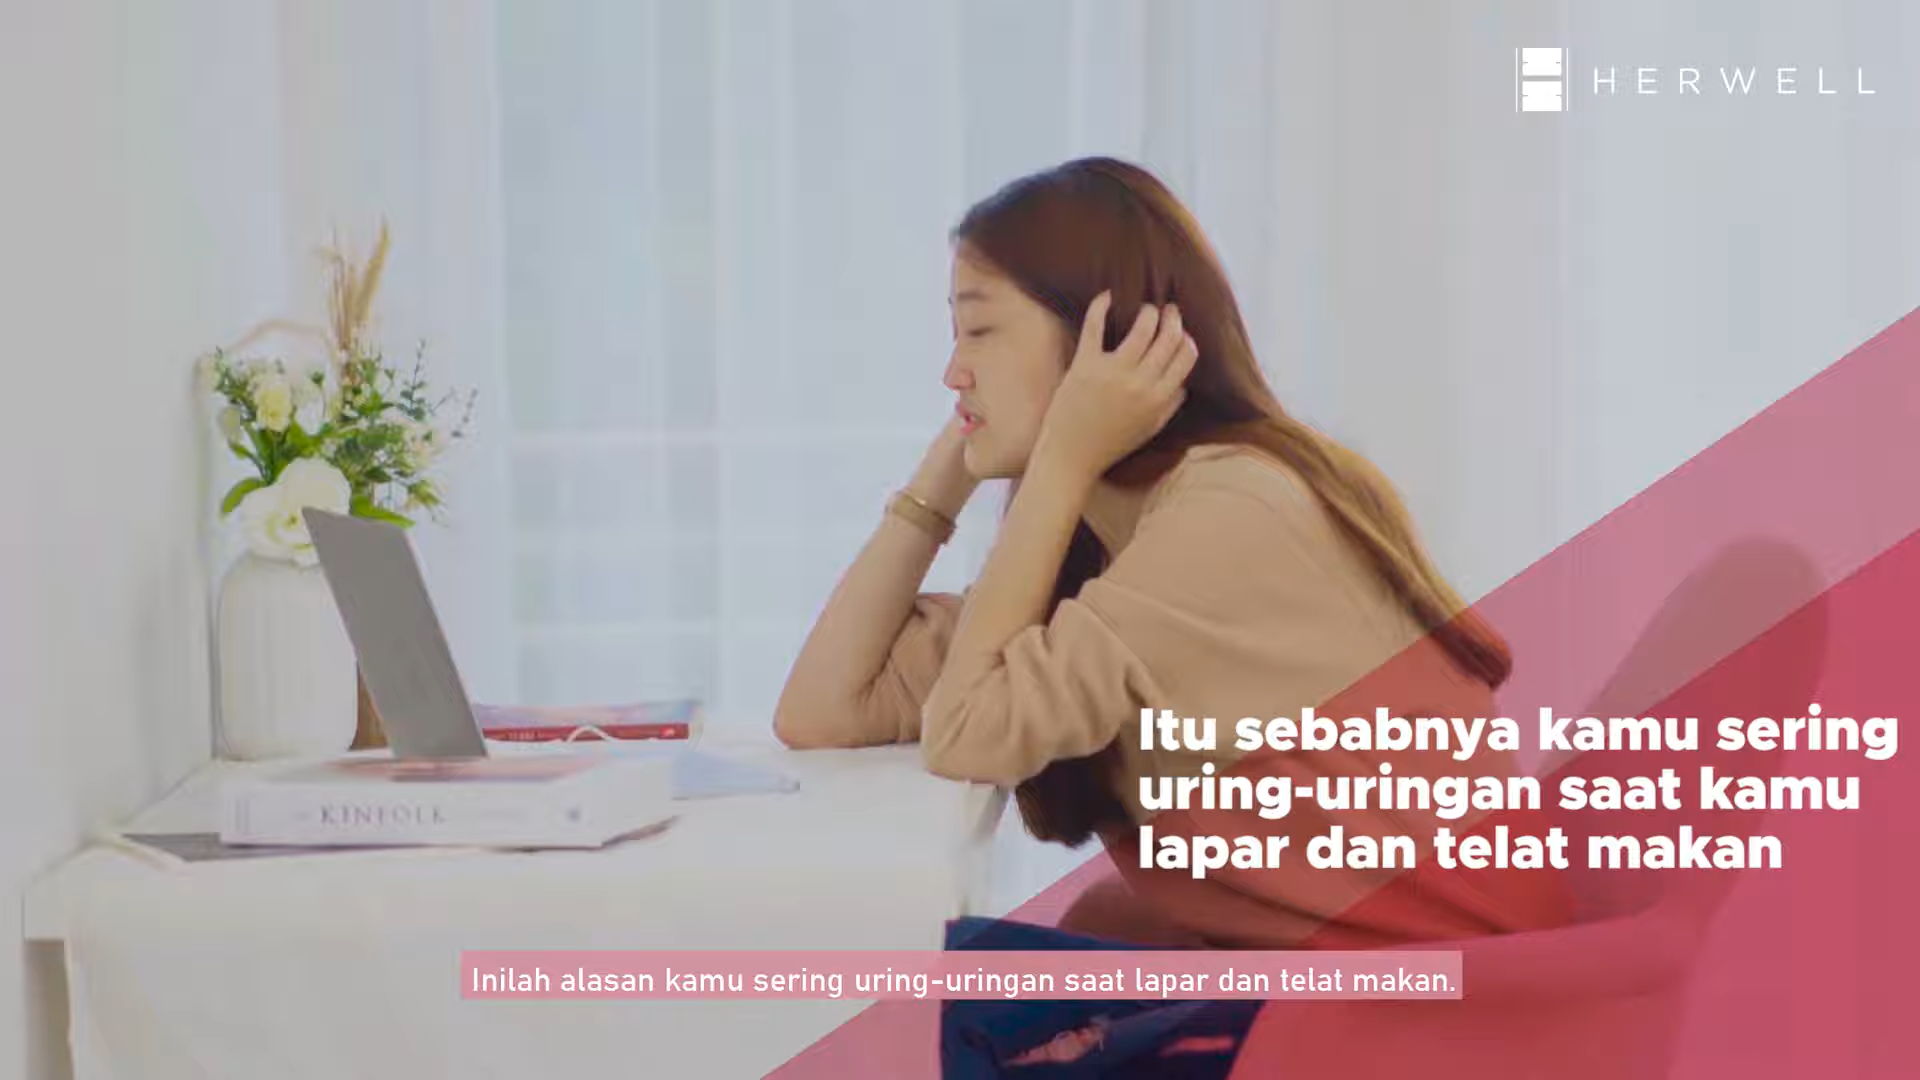 HERWELL
KINFOLK
Itu sebabnya kamu sering
uring-uringan saat kamu
lapar dan telat makan
Inilah alasan kamu sering uring-uringan saat lapar dan telat makan.